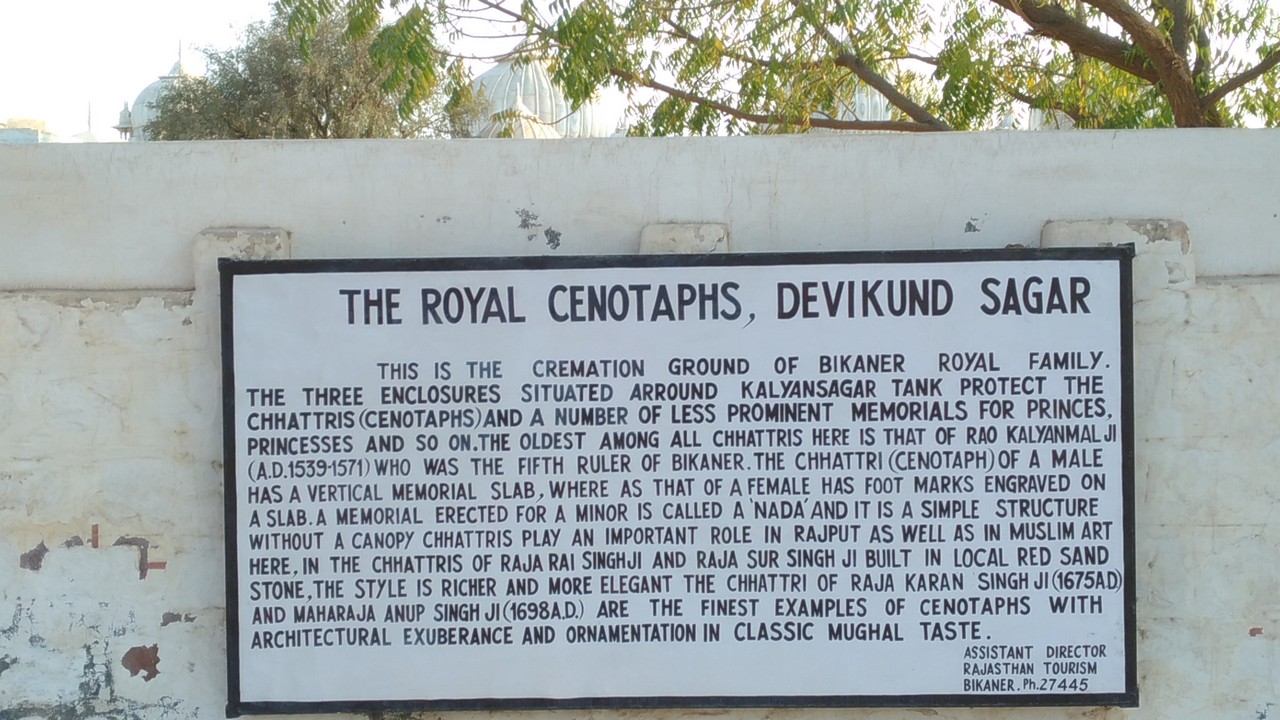 THE ROYAL CENOTAPHS, DEVIKUND SAGAR
THIS IS THE CREMATION GROUND OF BIKANER ROYAL FAMILY.
THE THREE ENCLOSURES SITUATED ARROUND KALYANSAGAR TANK PROTECT THE
CHHATTRIS (CENOTAPHS) AND A NUMBER OF LESS PROMINENT MEMORIALS FOR PRINCES,
PRINCESSES AND SO ON. THE OLDEST AMONG ALL CHHATTRIS HERE IS THAT OF RAO KALYANMAL JI
(A.D.1539-1571) WHO WAS THE FIFTH RULER OF BIKANER. THE CHHATTRI (CENOTAPH) OF A MALE
HAS A VERTICAL MEMORIAL SLAB, WHERE AS THAT OF A FEMALE HAS FOOT MARKS ENGRAVED ON
A SLAB. A MEMORIAL ERECTED FOR A MINOR IS CALLED A 'NADA' AND IT IS A SIMPLE STRUCTURE
WITHOUT A CANOPY CHHATTRIS PLAY AN IMPORTANT ROLE IN RAJPUT AS WELL AS IN MUSLIM ART
HERE, IN THE CHHATTRIS OF RAJA RAI SINGHJI AND RAJA SUR SINGH JI BUILT IN LOCAL RED SAND
STONE, THE STYLE IS RICHER AND MORE ELEGANT THE CHHATTRI OF RAJA KARAN SINGH JI (1675A.D)
AND MAHARAJA ANUP SINGH JI (1698A.D.) ARE THE FINEST EXAMPLES OF CENOTAPHS WITH
ARCHITECTURAL EXUBERANCE AND ORNAMENTATION IN CLASSIC MUGHAL TASTE.
ASSISTANT DIRECTOR
RAJASTHAN TOURISM
BIKANER. Ph.27445